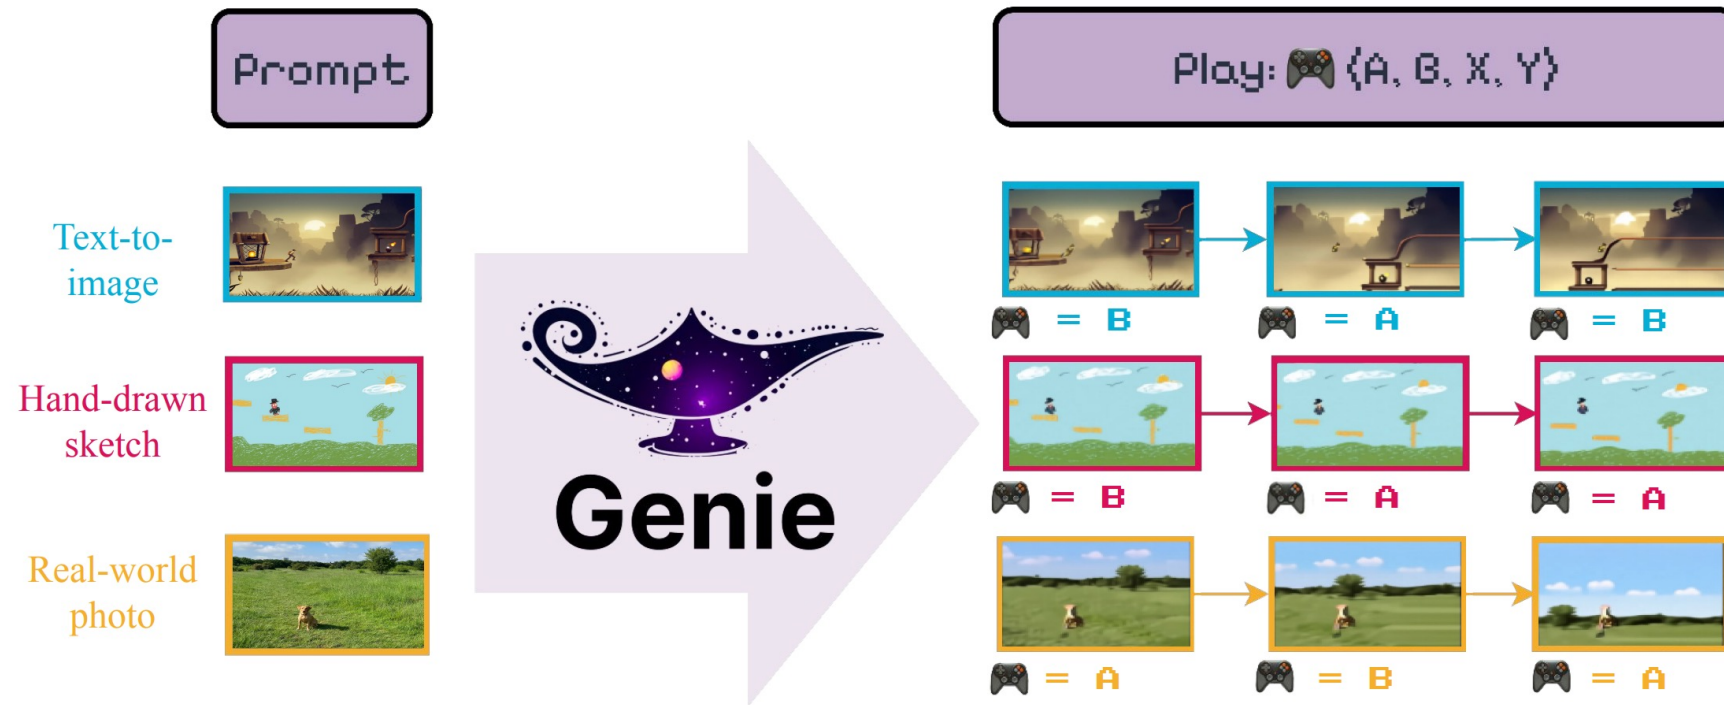 Prompt
Play: {A, B, X, Y}
Text-to-
image
= B
= A
= B
Hand-drawn
sketch
= B
= A
= A
Genie
Real-world
photo
= A
= B
= A